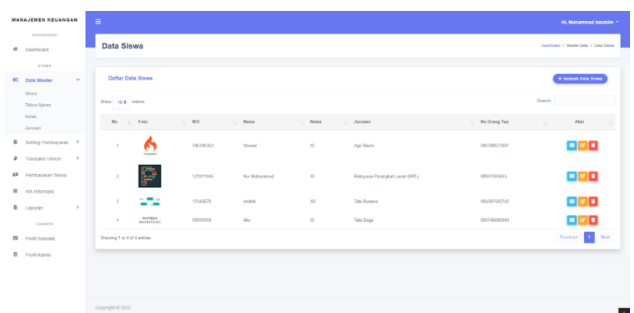 MANAJEMEN KEUANGAN
Hi, Muhammad Izzuddin
DASHBOARD
Dashboard
Data Siswa
Dashboard / Master Data / Data Siswa
Data Master
Siswa
Tahun Ajaran
Kelas
Jurusan
Setting Pembayaran
Transaksi Umum
Pembayaran Siswa
WA Informasi
Laporan
Profil Sekolah
Profil Admin
Daftar Data Siswa
+ Tambah Data Siswa
Show 10 entries
Search:
No Foto NIS Nama Kelas Jurusan No Orang Tua Aksi
1 Ahmad XI Agri Bisnis
2 Nur Muhammad XI Rekayasa Perangkat Lunak (RPL)
3 12345678 XII Tata Busana
4 XI Tata Boga
Showing 1 to 4 of 4 entries
Previous 1 Next
Copyright © 2022